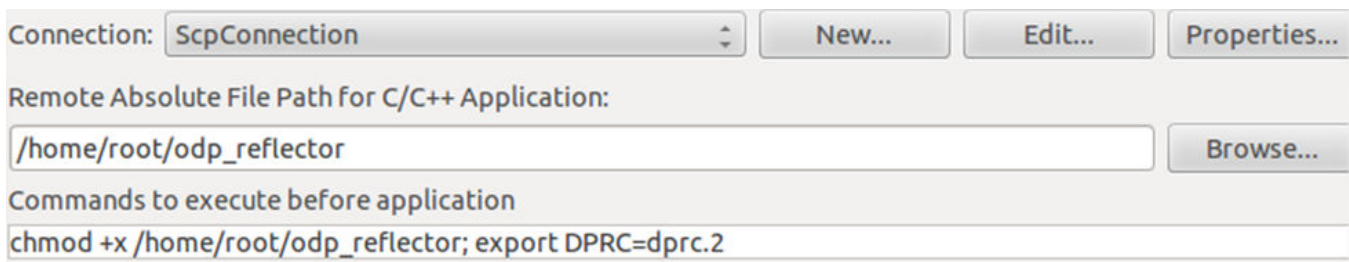 Connection: ScpConnection New... Edit... Properties...
Remote Absolute File Path for C/C++ Application:
/home/root/odp_reflector Browse...
Commands to execute before application
chmod +x /home/root/odp_reflector; export DPRC=dprc.2